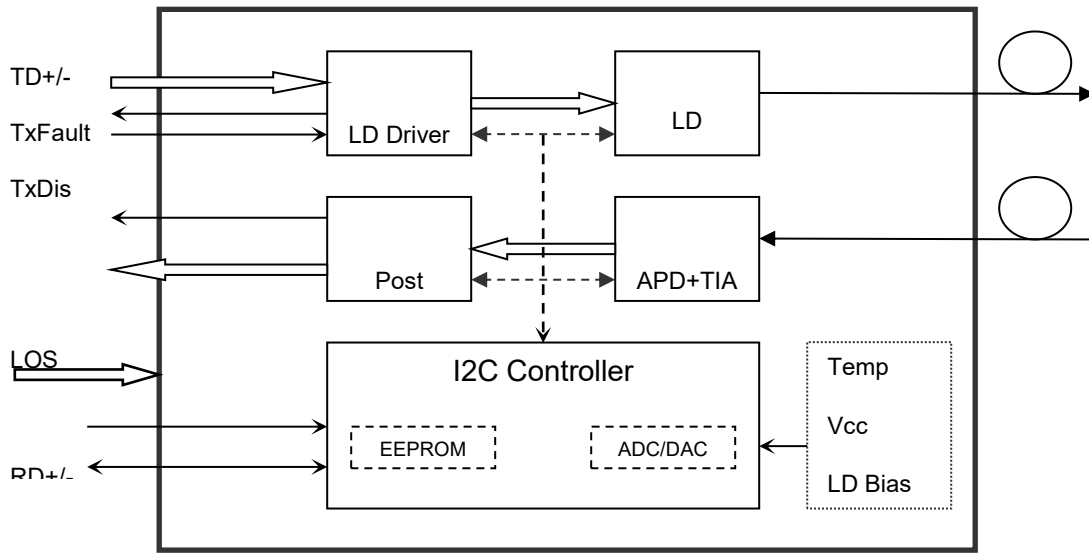 TD+/-
TxFault
LD Driver
LD
TxDis
Post
APD+TIA
LOS
I2C Controller
Temp
Vcc
EEPROM
ADC/DAC
RD+/-
LD Bias